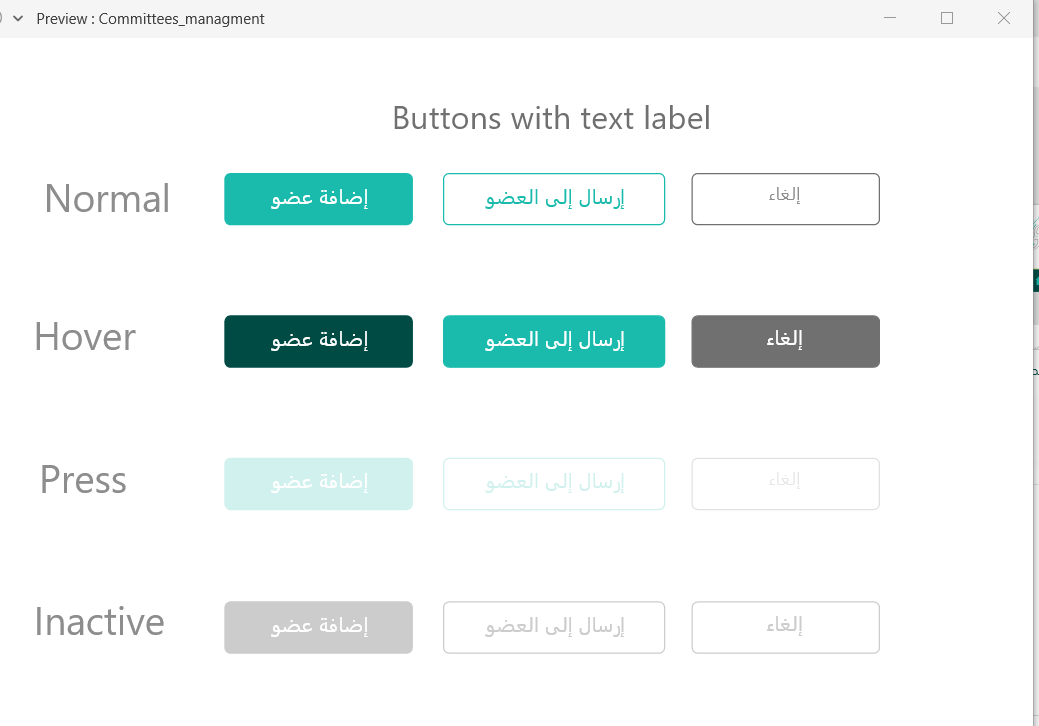 Preview : Committees_managment
Buttons with text label
Normal
إضافة عضو
إرسال إلى العضو
إلغاء
Hover
إضافة عضو
إرسال إلى العضو
إلغاء
Press
إضافة عضو
إرسال إلى العضو
إلغاء
Inactive
إضافة عضو
إرسال إلى العضو
إلغاء